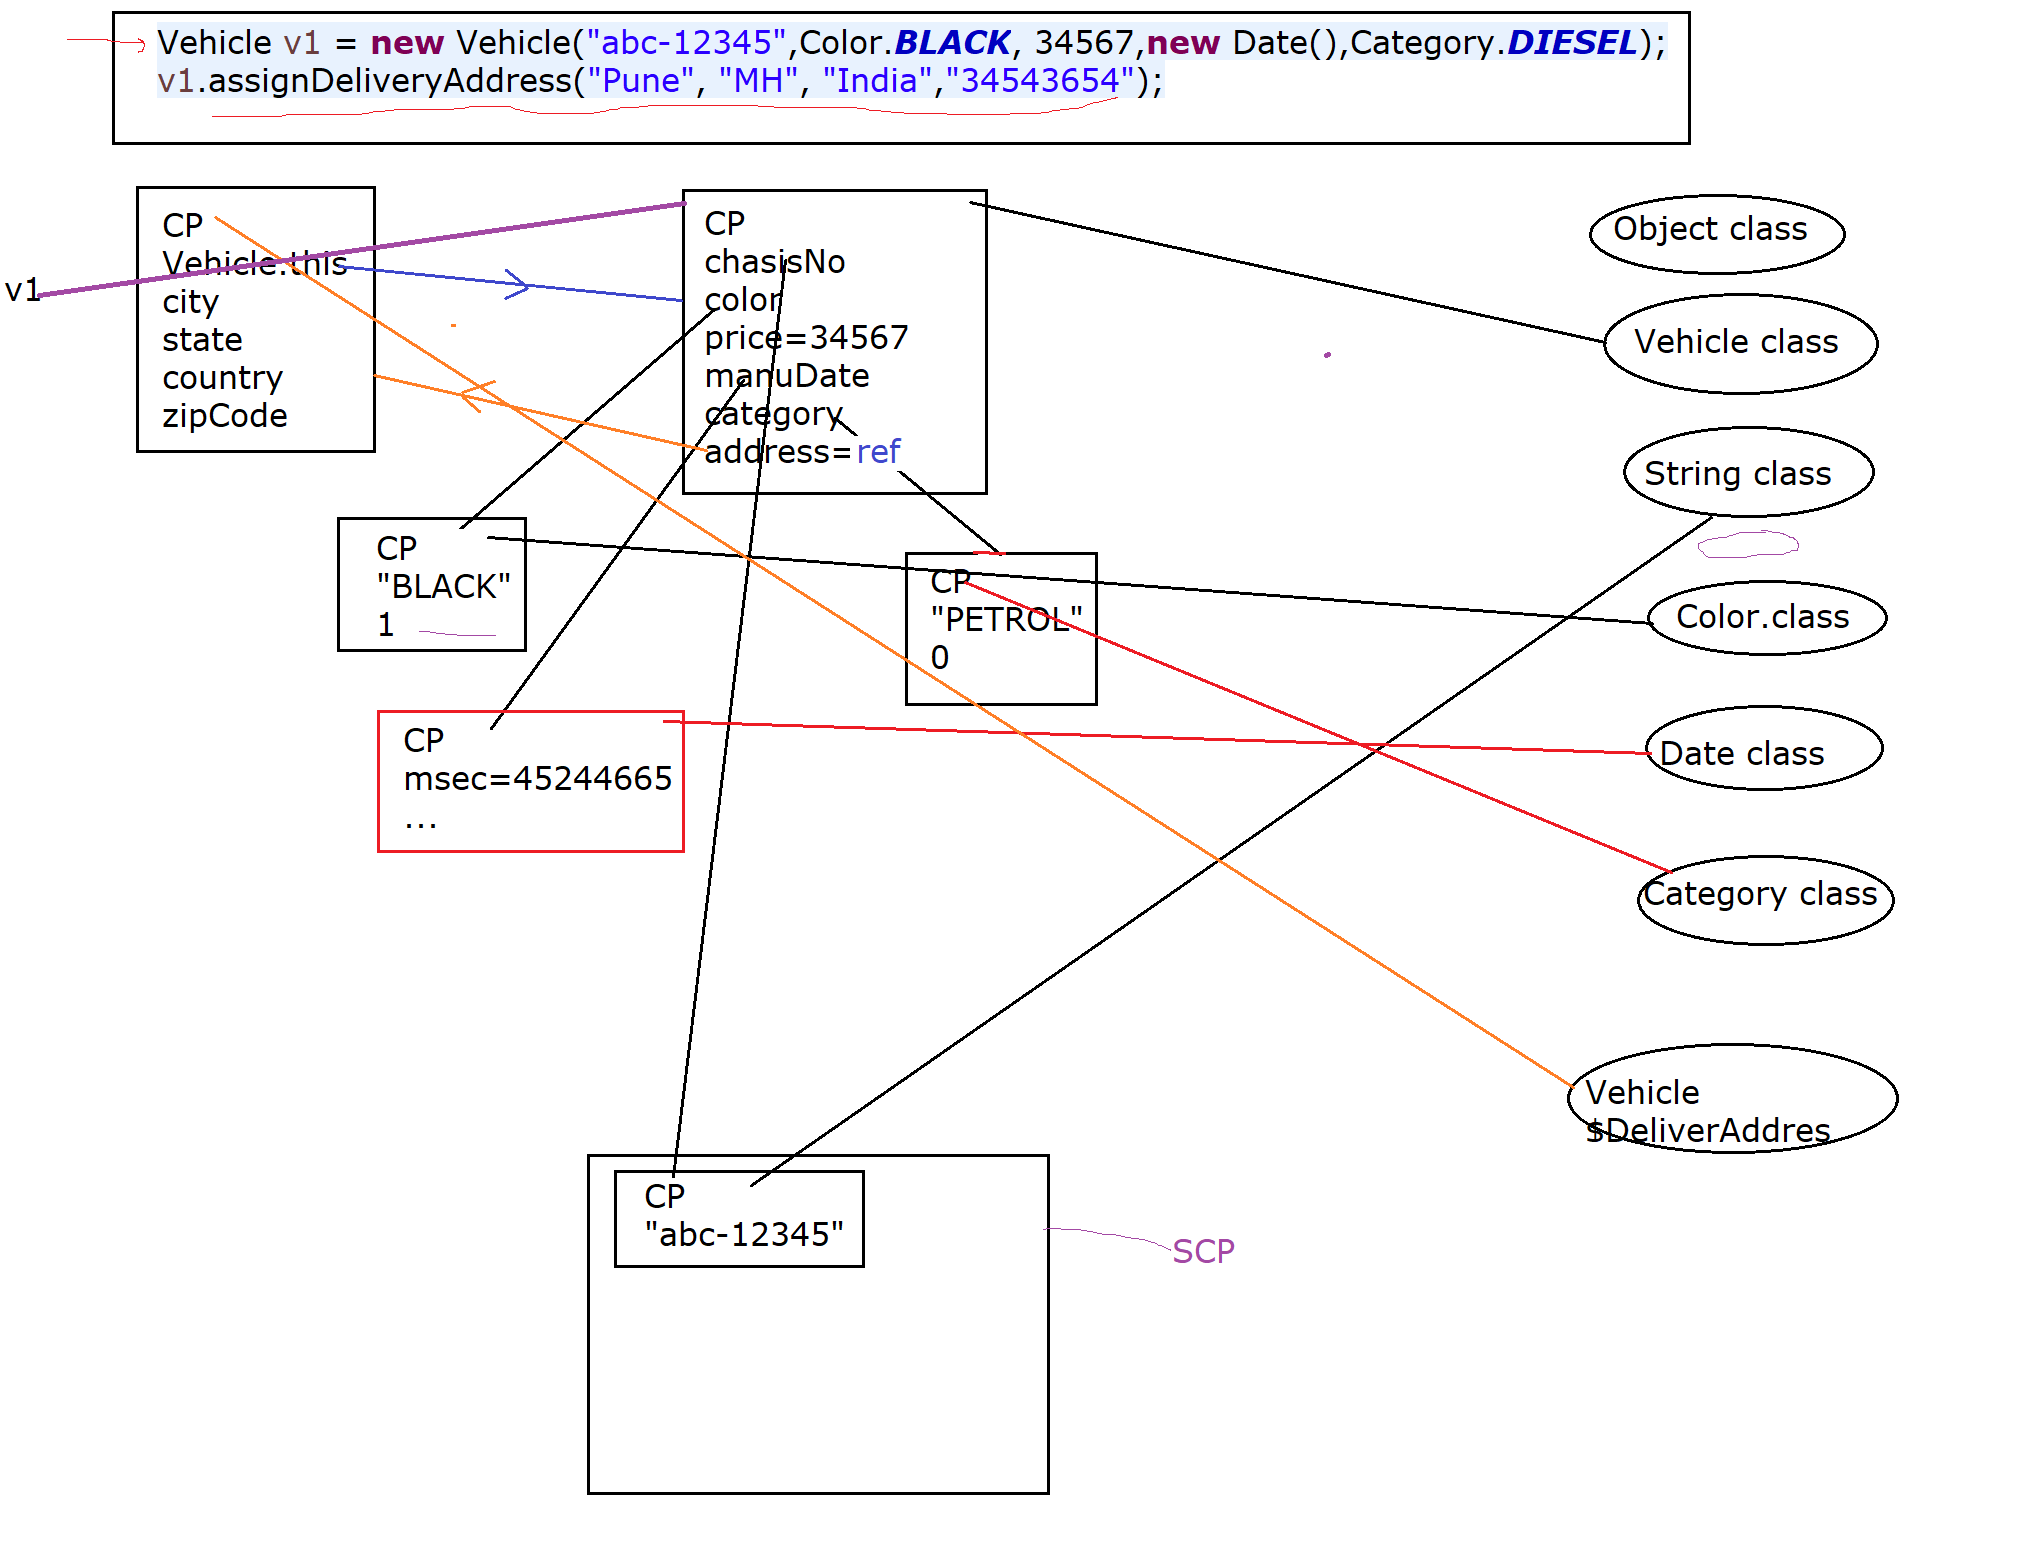 Vehicle v1 = new Vehicle("abc-12345",Color.BLACK, 34567,new Date(),Category.DIESEL);
v1.assignDeliveryAddress("Pune", "MH", "India","34543654");
v1
CP
Vehicle.this
city
state
country
zipCode
CP
chasisNo
color
price=34567
manuDate
category
address=ref
CP
"BLACK"
1
CP
"PETROL"
0
CP
msec=45244665
...
CP
"abc-12345"
SCP
Object class
Vehicle class
String class
Color.class
Date class
Category class
Vehicle
$DeliverAddres